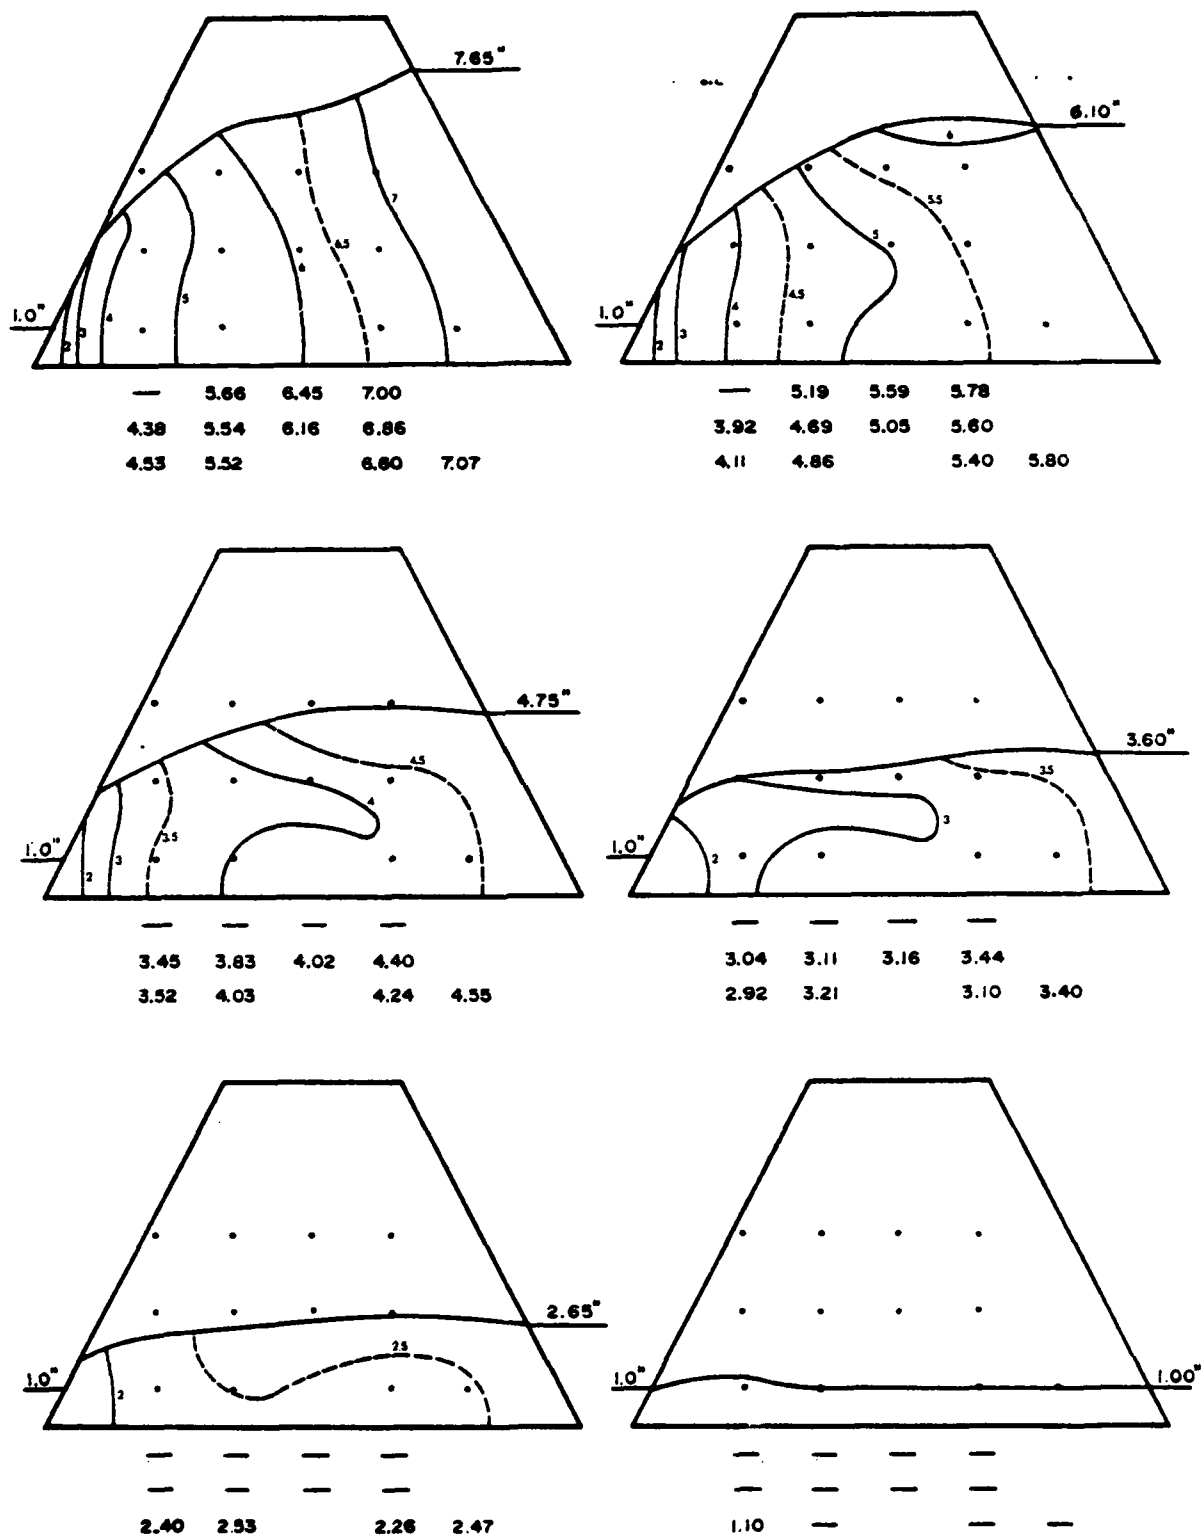 7.65"
7
6.5
6
5
4
3
2
1.0"
— 5.66 6.45 7.00
4.38 5.54 6.16 6.86
4.53 5.52 6.60 7.07
6.10"
6
5.5
5
4.5
4
3
2
1.0"
— 5.19 5.59 5.78
3.92 4.69 5.05 5.60
4.11 4.86 5.40 5.80
4.75"
4.5
4
3.5
3
2
1.0"
— — — —
3.45 3.83 4.02 4.40
3.52 4.03 4.24 4.55
3.60"
3.5
3
2
1.0"
— — — —
3.04 3.11 3.16 3.44
2.92 3.21 3.10 3.40
2.65"
2.5
2
1.0"
— — — —
— — — —
2.40 2.53 2.26 2.47
1.0"
1.00"
— — — —
— — — —
1.10 — — —